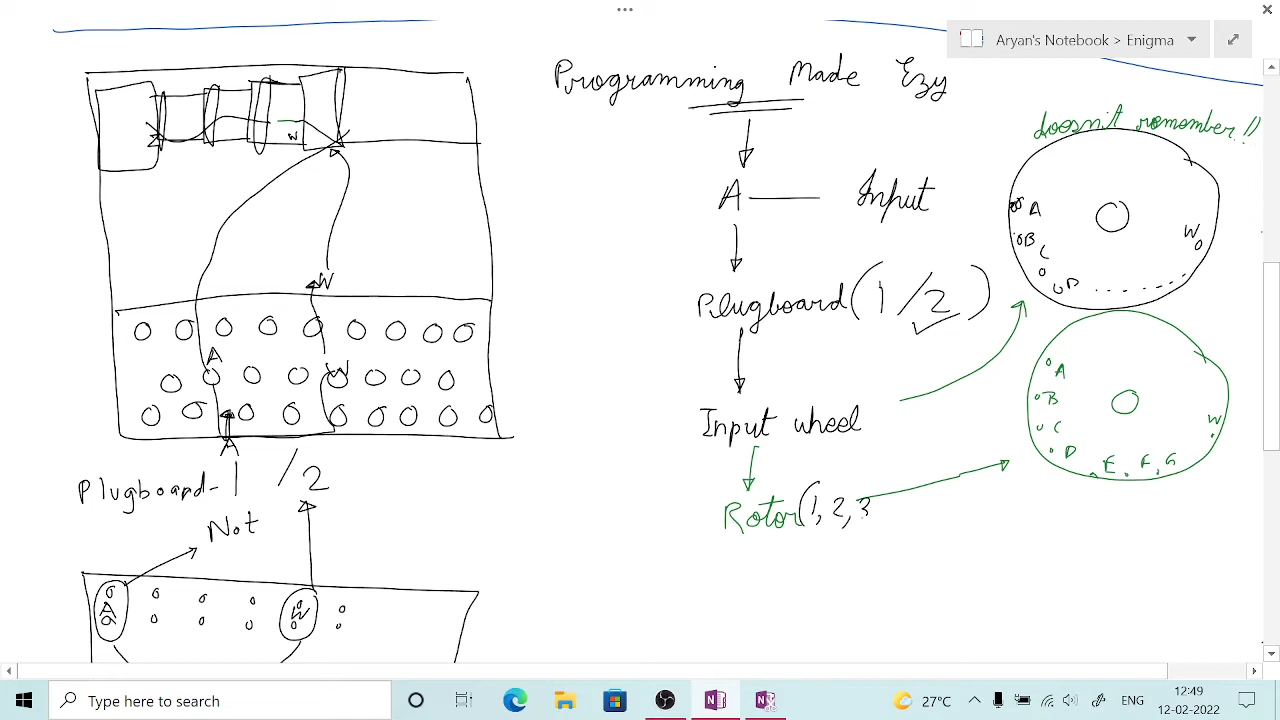 Aryan's Notebook > Enigma
Programming Made Ezy
doesn't remember!!
A Input
Plugboard (1/2)
Input wheel
Rotor (1, 2, 3
A
B
C
D
W
A
B
C
D
E F G
W
W
W
A
W
A
Plugboard-1 / 2
Not
A
W
Type here to search
27°C
ENG
12:49
12-02-2022